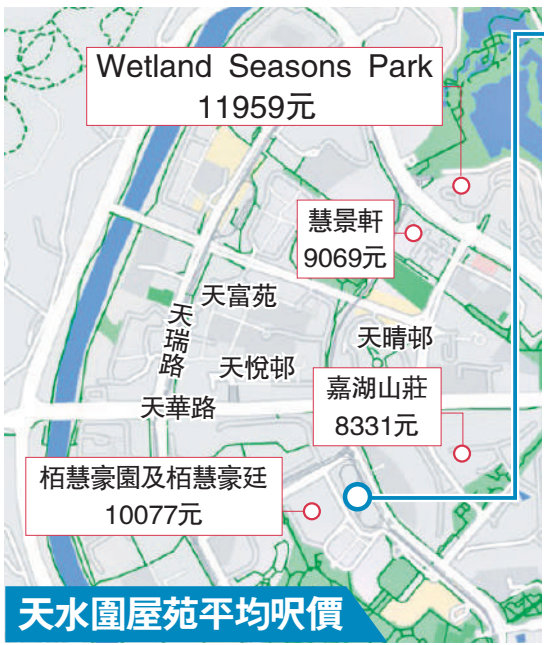 Wetland Seasons Park
11959元
慧景軒
9069元
天富苑
天瑞路
天晴邨
天悅邨
嘉湖山莊
8331元
天華路
栢慧豪園及栢慧豪廷
10077元
天水圍屋苑平均呎價